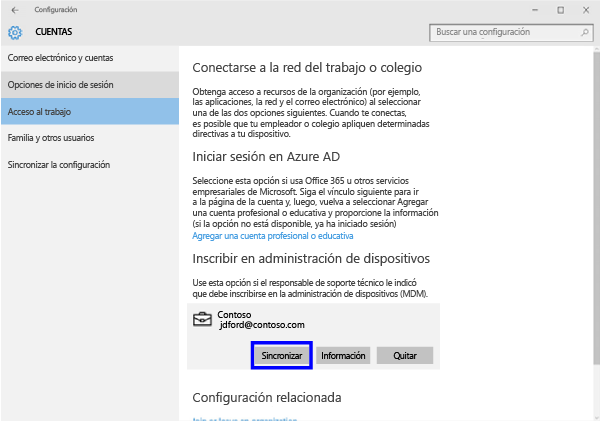 Configuración
CUENTAS
Buscar una configuración
Correo electrónico y cuentas
Opciones de inicio de sesión
Acceso al trabajo
Familia y otros usuarios
Sincronizar la configuración
Conectarse a la red del trabajo o colegio
Obtenga acceso a recursos de la organización (por ejemplo,
las aplicaciones, la red y el correo electrónico) al seleccionar
una de las dos opciones siguientes. Cuando te conectas,
es posible que tu empleador o colegio apliquen determinadas
directivas a tu dispositivo.
Iniciar sesión en Azure AD
Seleccione esta opción si usa Office 365 u otros servicios
empresariales de Microsoft. Siga el vínculo siguiente para ir
a la página de la cuenta y, luego, vuelva a seleccionar Agregar
una cuenta profesional o educativa y proporcione la información
(si la opción no está disponible, ya ha iniciado sesión)
Agregar una cuenta profesional o educativa
Inscribir en administración de dispositivos
Use esta opción si el responsable de soporte técnico le indicó
que debe inscribirse en la administración de dispositivos (MDM).
Contoso
jdford@contoso.com
Sincronizar
Información
Quitar
Configuración relacionada
Join or leave an organization